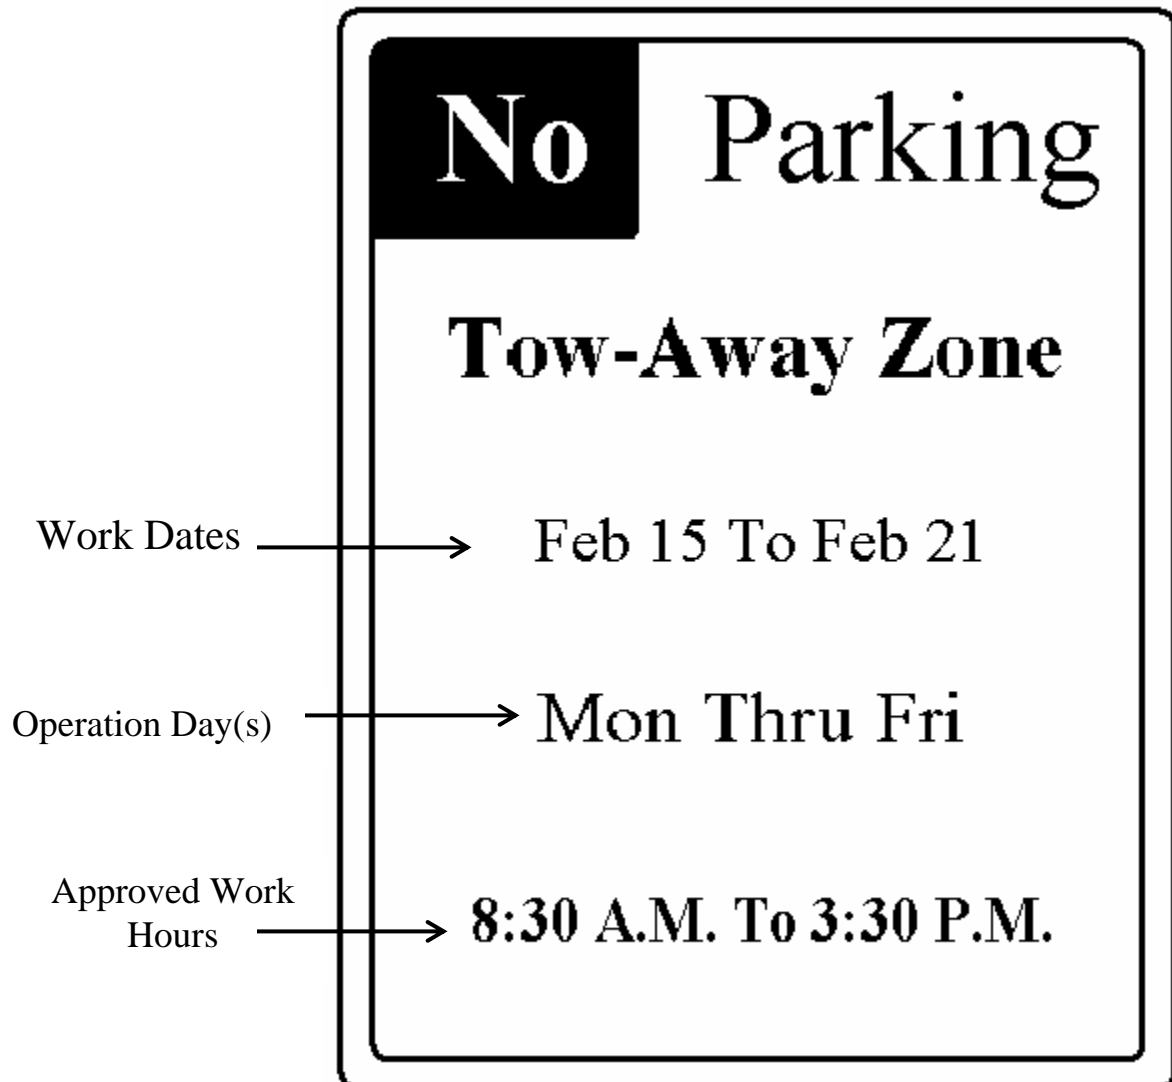 No Parking
Tow-Away Zone
Work Dates Feb 15 To Feb 21
Operation Day(s) Mon Thru Fri
Approved Work
Hours 8:30 A.M. To 3:30 P.M.